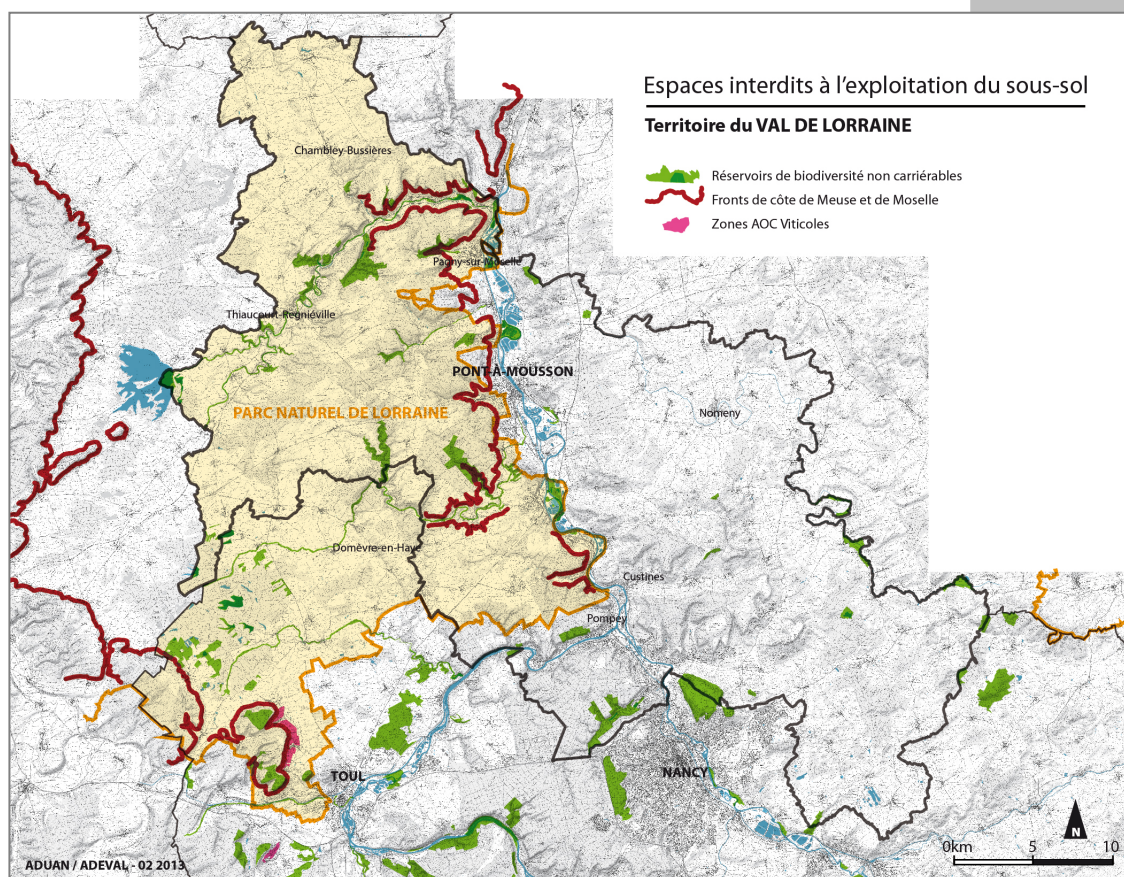 Espaces interdits à l'exploitation du sous-sol
Territoire du VAL DE LORRAINE
Réservoirs de biodiversité non carriérables
Fronts de côte de Meuse et de Moselle
Zones AOC Viticoles
Chambley-Bussières
Pagny-sur-Moselle
Thiaucourt-Regniéville
PONT-À-MOUSSON
PARC NATUREL DE LORRAINE
Nomeny
Domèvre-en-Haye
Custines
Pompey
TOUL
NANCY
N
0km 5 10
ADUAN / ADEVAL - 02 2013